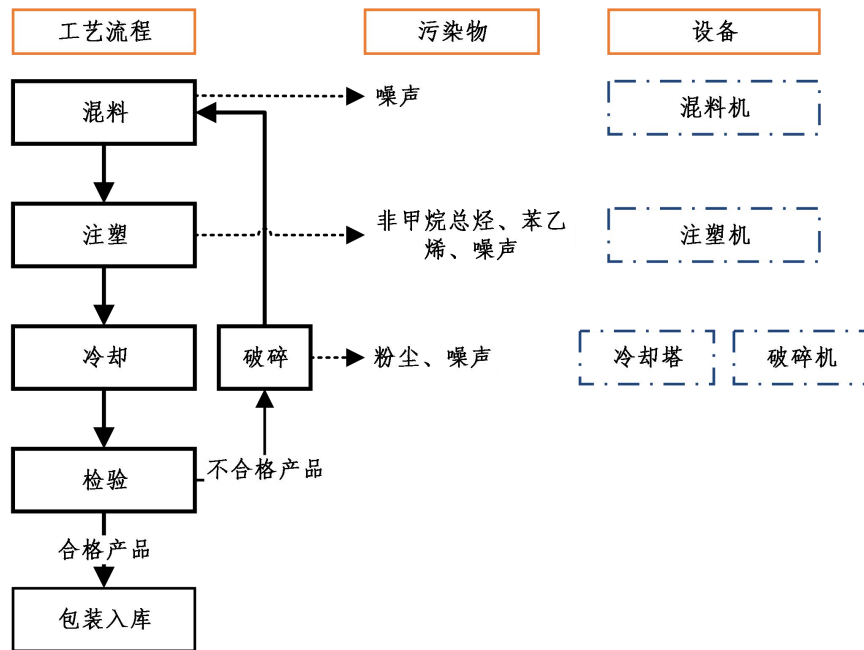 工艺流程
污染物
设备
混料
噪声
混料机
注塑
非甲烷总烃、苯乙
烯、噪声
注塑机
冷却
破碎
粉尘、噪声
冷却塔
破碎机
检验
不合格产品
合格产品
包装入库